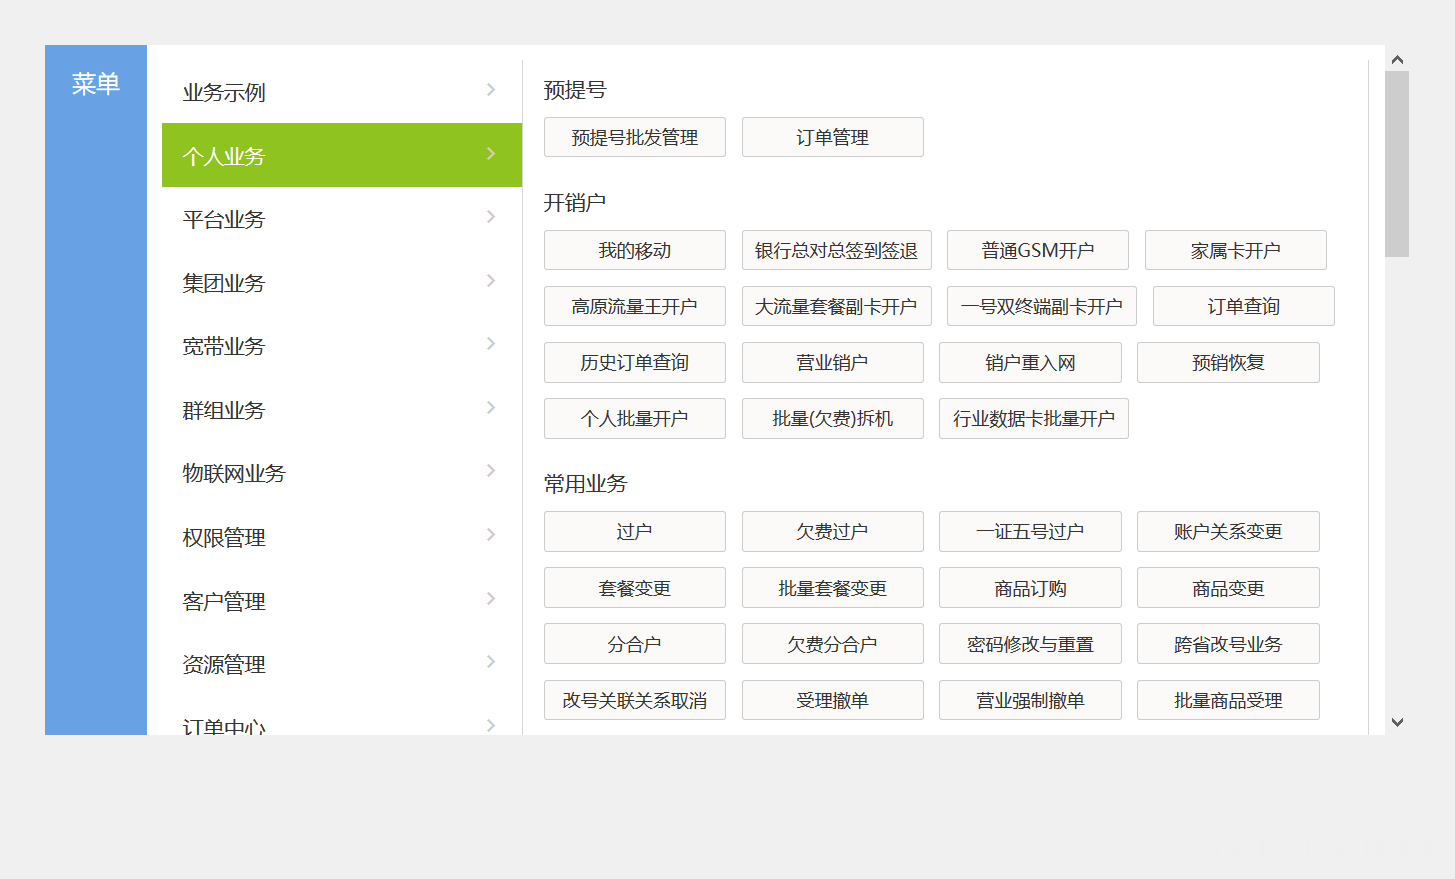 菜单
业务示例
个人业务
平台业务
集团业务
宽带业务
群组业务
物联网业务
权限管理
客户管理
资源管理
订单中心
预提号
预提号批发管理 订单管理
开销户
我的移动 银行总对总签到签退 普通GSM开户 家属卡开户
高原流量王开户 大流量套餐副卡开户 一号双终端副卡开户 订单查询
历史订单查询 营业销户 销户重入网 预销恢复
个人批量开户 批量(欠费)拆机 行业数据卡批量开户
常用业务
过户 欠费过户 一证五号过户 账户关系变更
套餐变更 批量套餐变更 商品订购 商品变更
分合户 欠费分合户 密码修改与重置 跨省改号业务
改号关联关系取消 受理撤单 营业强制撤单 批量商品受理